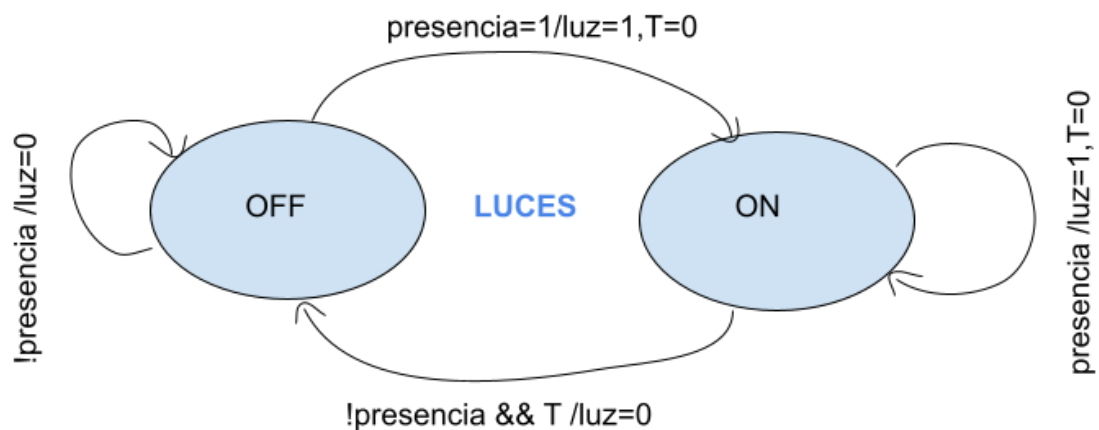 presencia=1/luz=1,T=0
!presencia /luz=0
OFF
LUCES
ON
presencia /luz=1,T=0
!presencia && T /luz=0